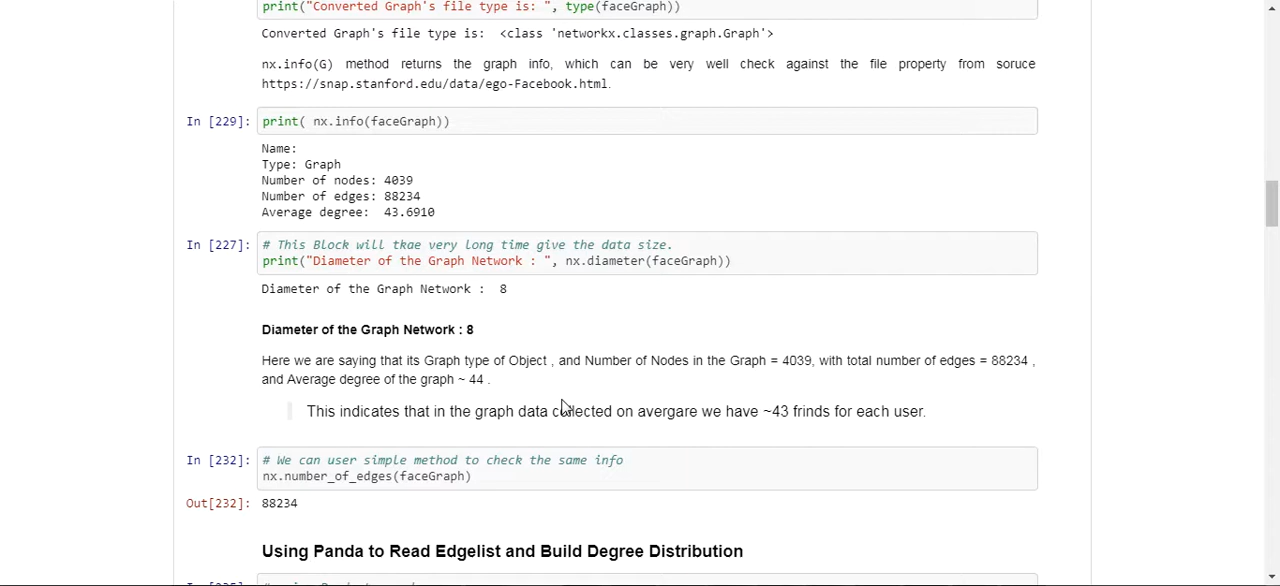 print("Converted Graph's file type is: ", type(faceGraph))
Converted Graph's file type is:  <class 'networkx.classes.graph.Graph'>
nx.info(G) method returns the graph info, which can be very well check against the file property from soruce
https://snap.stanford.edu/data/ego-Facebook.html.
In [229]: print( nx.info(faceGraph))
Name:
Type: Graph
Number of nodes: 4039
Number of edges: 88234
Average degree:  43.6910
In [227]: # This Block will tkae very long time give the data size.
print("Diameter of the Graph Network : ", nx.diameter(faceGraph))
Diameter of the Graph Network :  8
Diameter of the Graph Network : 8
Here we are saying that its Graph type of Object , and Number of Nodes in the Graph = 4039, with total number of edges = 88234 ,
and Average degree of the graph ~ 44 .
This indicates that in the graph data collected on avergare we have ~43 frinds for each user.
In [232]: # We can user simple method to check the same info
nx.number_of_edges(faceGraph)
Out[232]: 88234
Using Panda to Read Edgelist and Build Degree Distribution